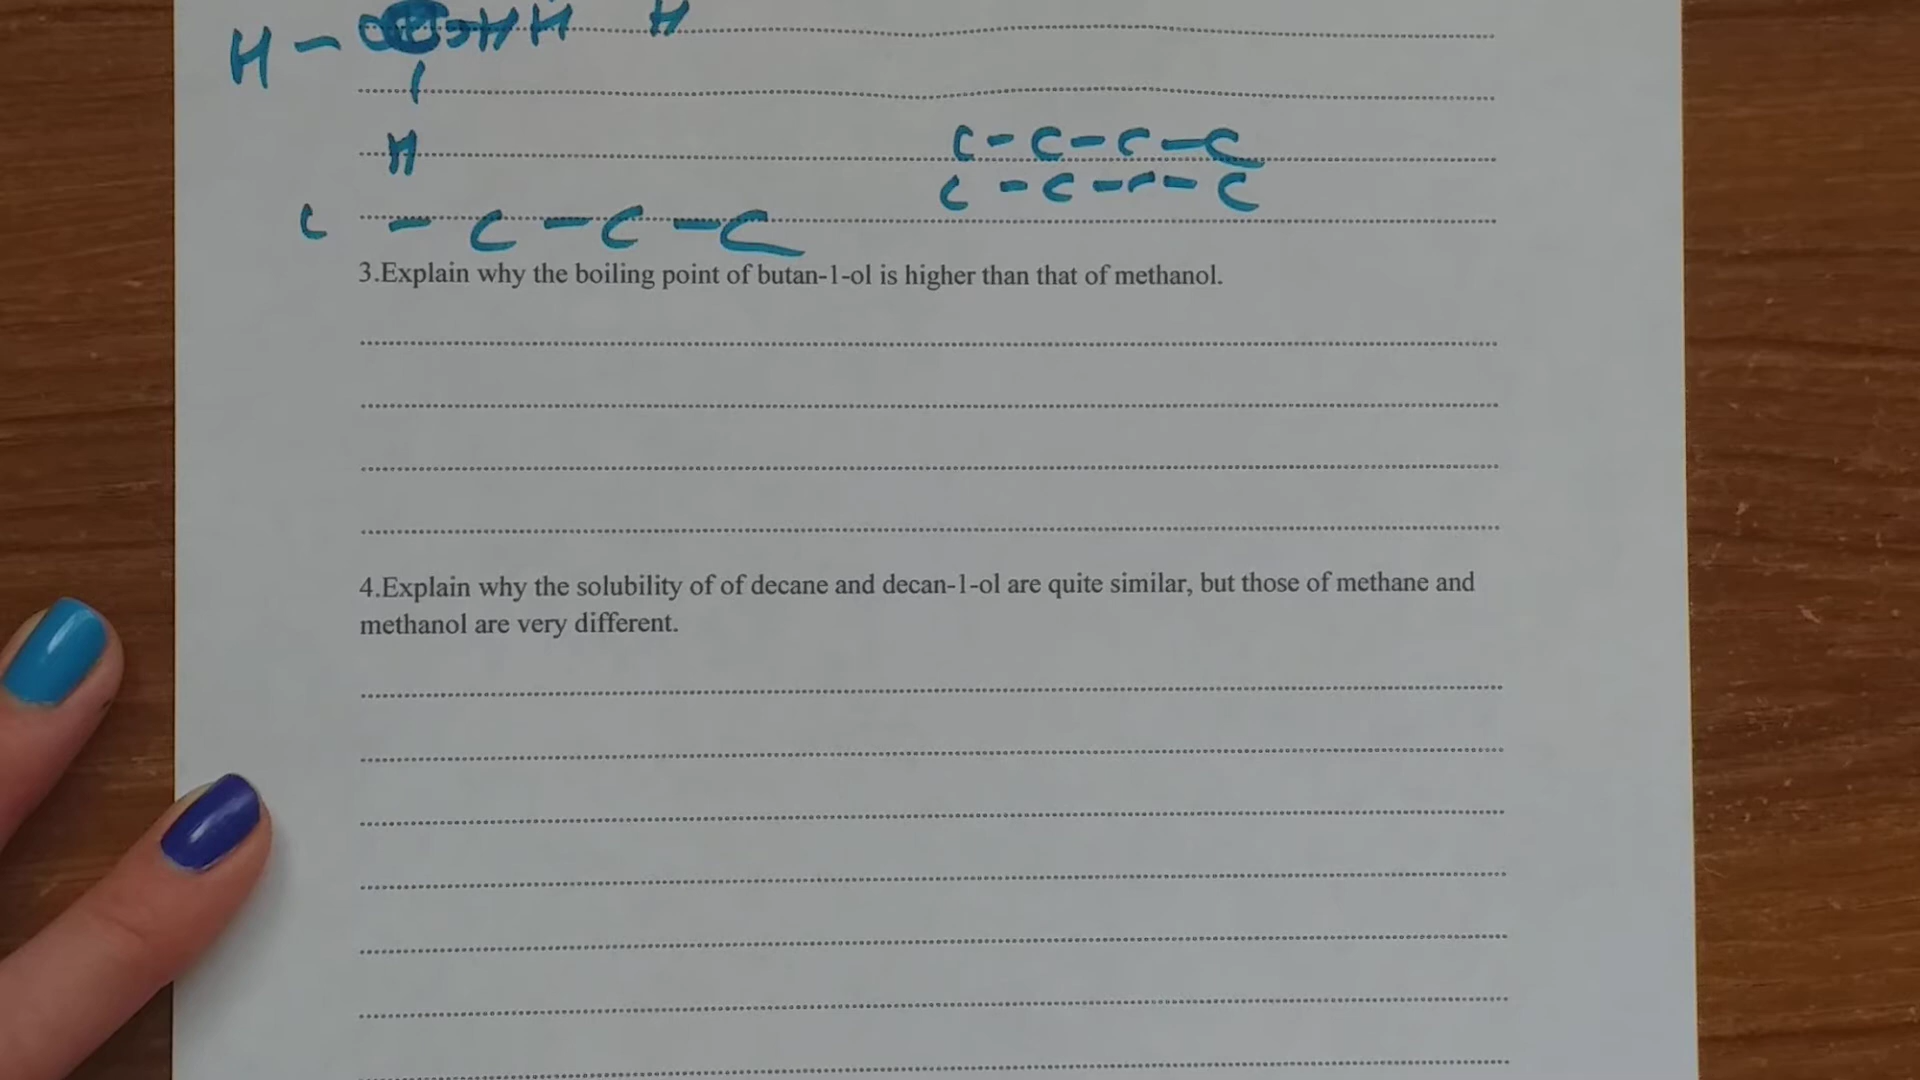 H - H H H
H
C - C - C - C
C - C - C - C
C - C - C - C
3.Explain why the boiling point of butan-1-ol is higher than that of methanol.
4.Explain why the solubility of of decane and decan-1-ol are quite similar, but those of methane and
methanol are very different.